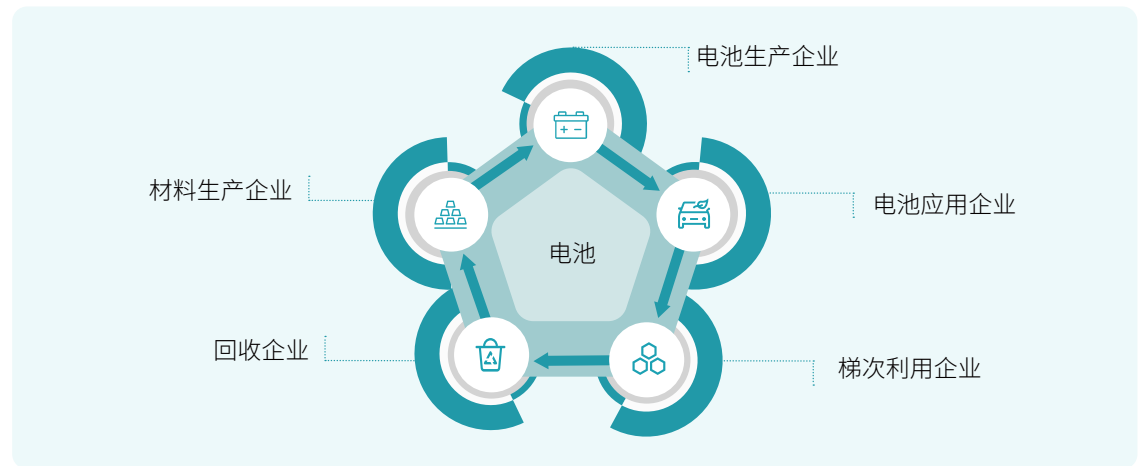 电池生产企业
材料生产企业
电池应用企业
电池
回收企业
梯次利用企业